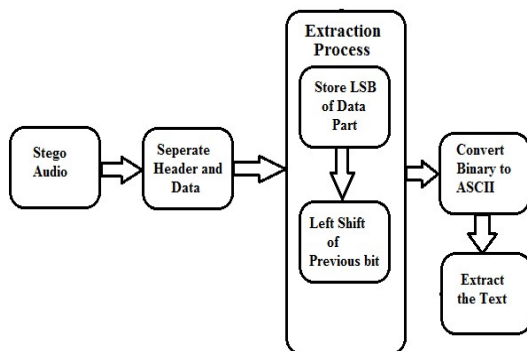 Stego
Audio
Seperate
Header and
Data
Extraction
Process
Store LSB
of Data
Part
Left Shift
of
Previous bit
Convert
Binary to
ASCII
Extract
the Text